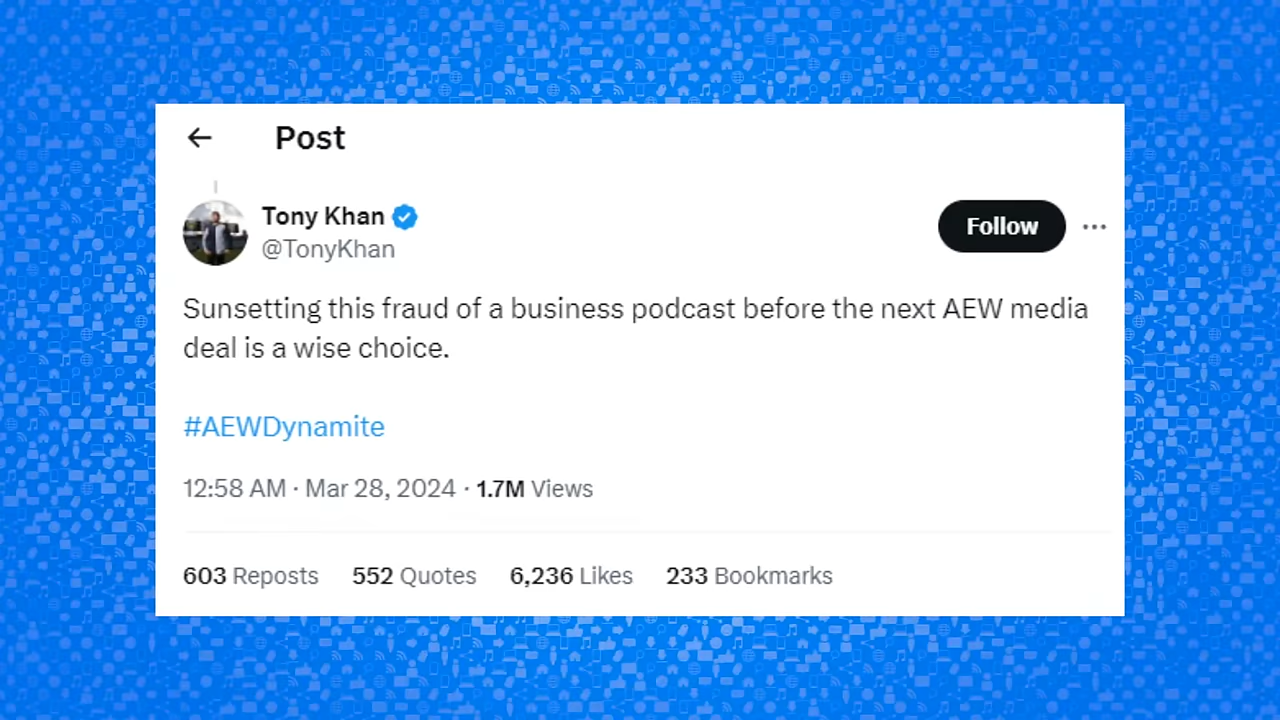 Post
Tony Khan
@TonyKhan
Follow
Sunsetting this fraud of a business podcast before the next AEW media
deal is a wise choice.
#AEWDynamite
12:58 AM · Mar 28, 2024 · 1.7M Views
603 Reposts 552 Quotes 6,236 Likes 233 Bookmarks